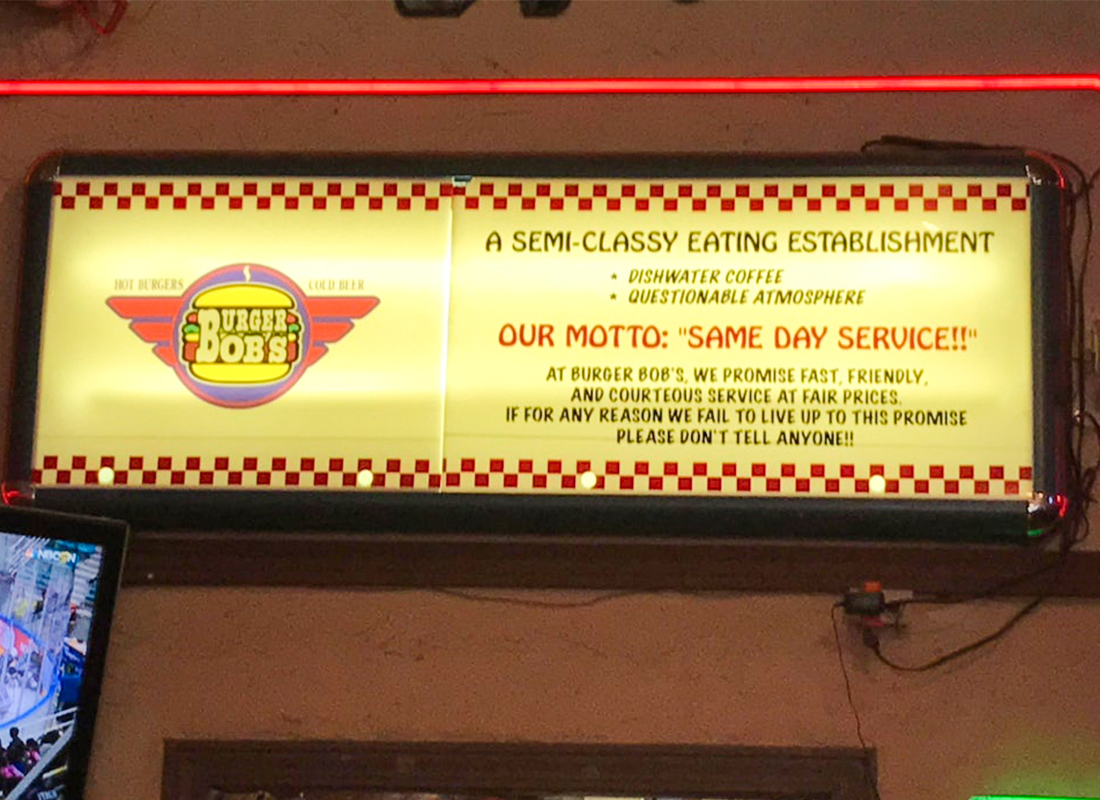 HOT BURGERS
COLD BEER
BURGER
BOB'S
A SEMI-CLASSY EATING ESTABLISHMENT
* DISHWATER COFFEE
* QUESTIONABLE ATMOSPHERE
OUR MOTTO: "SAME DAY SERVICE!!"
AT BURGER BOB'S, WE PROMISE FAST, FRIENDLY,
AND COURTEOUS SERVICE AT FAIR PRICES.
IF FOR ANY REASON WE FAIL TO LIVE UP TO THIS PROMISE
PLEASE DON'T TELL ANYONE!!
NBCSN